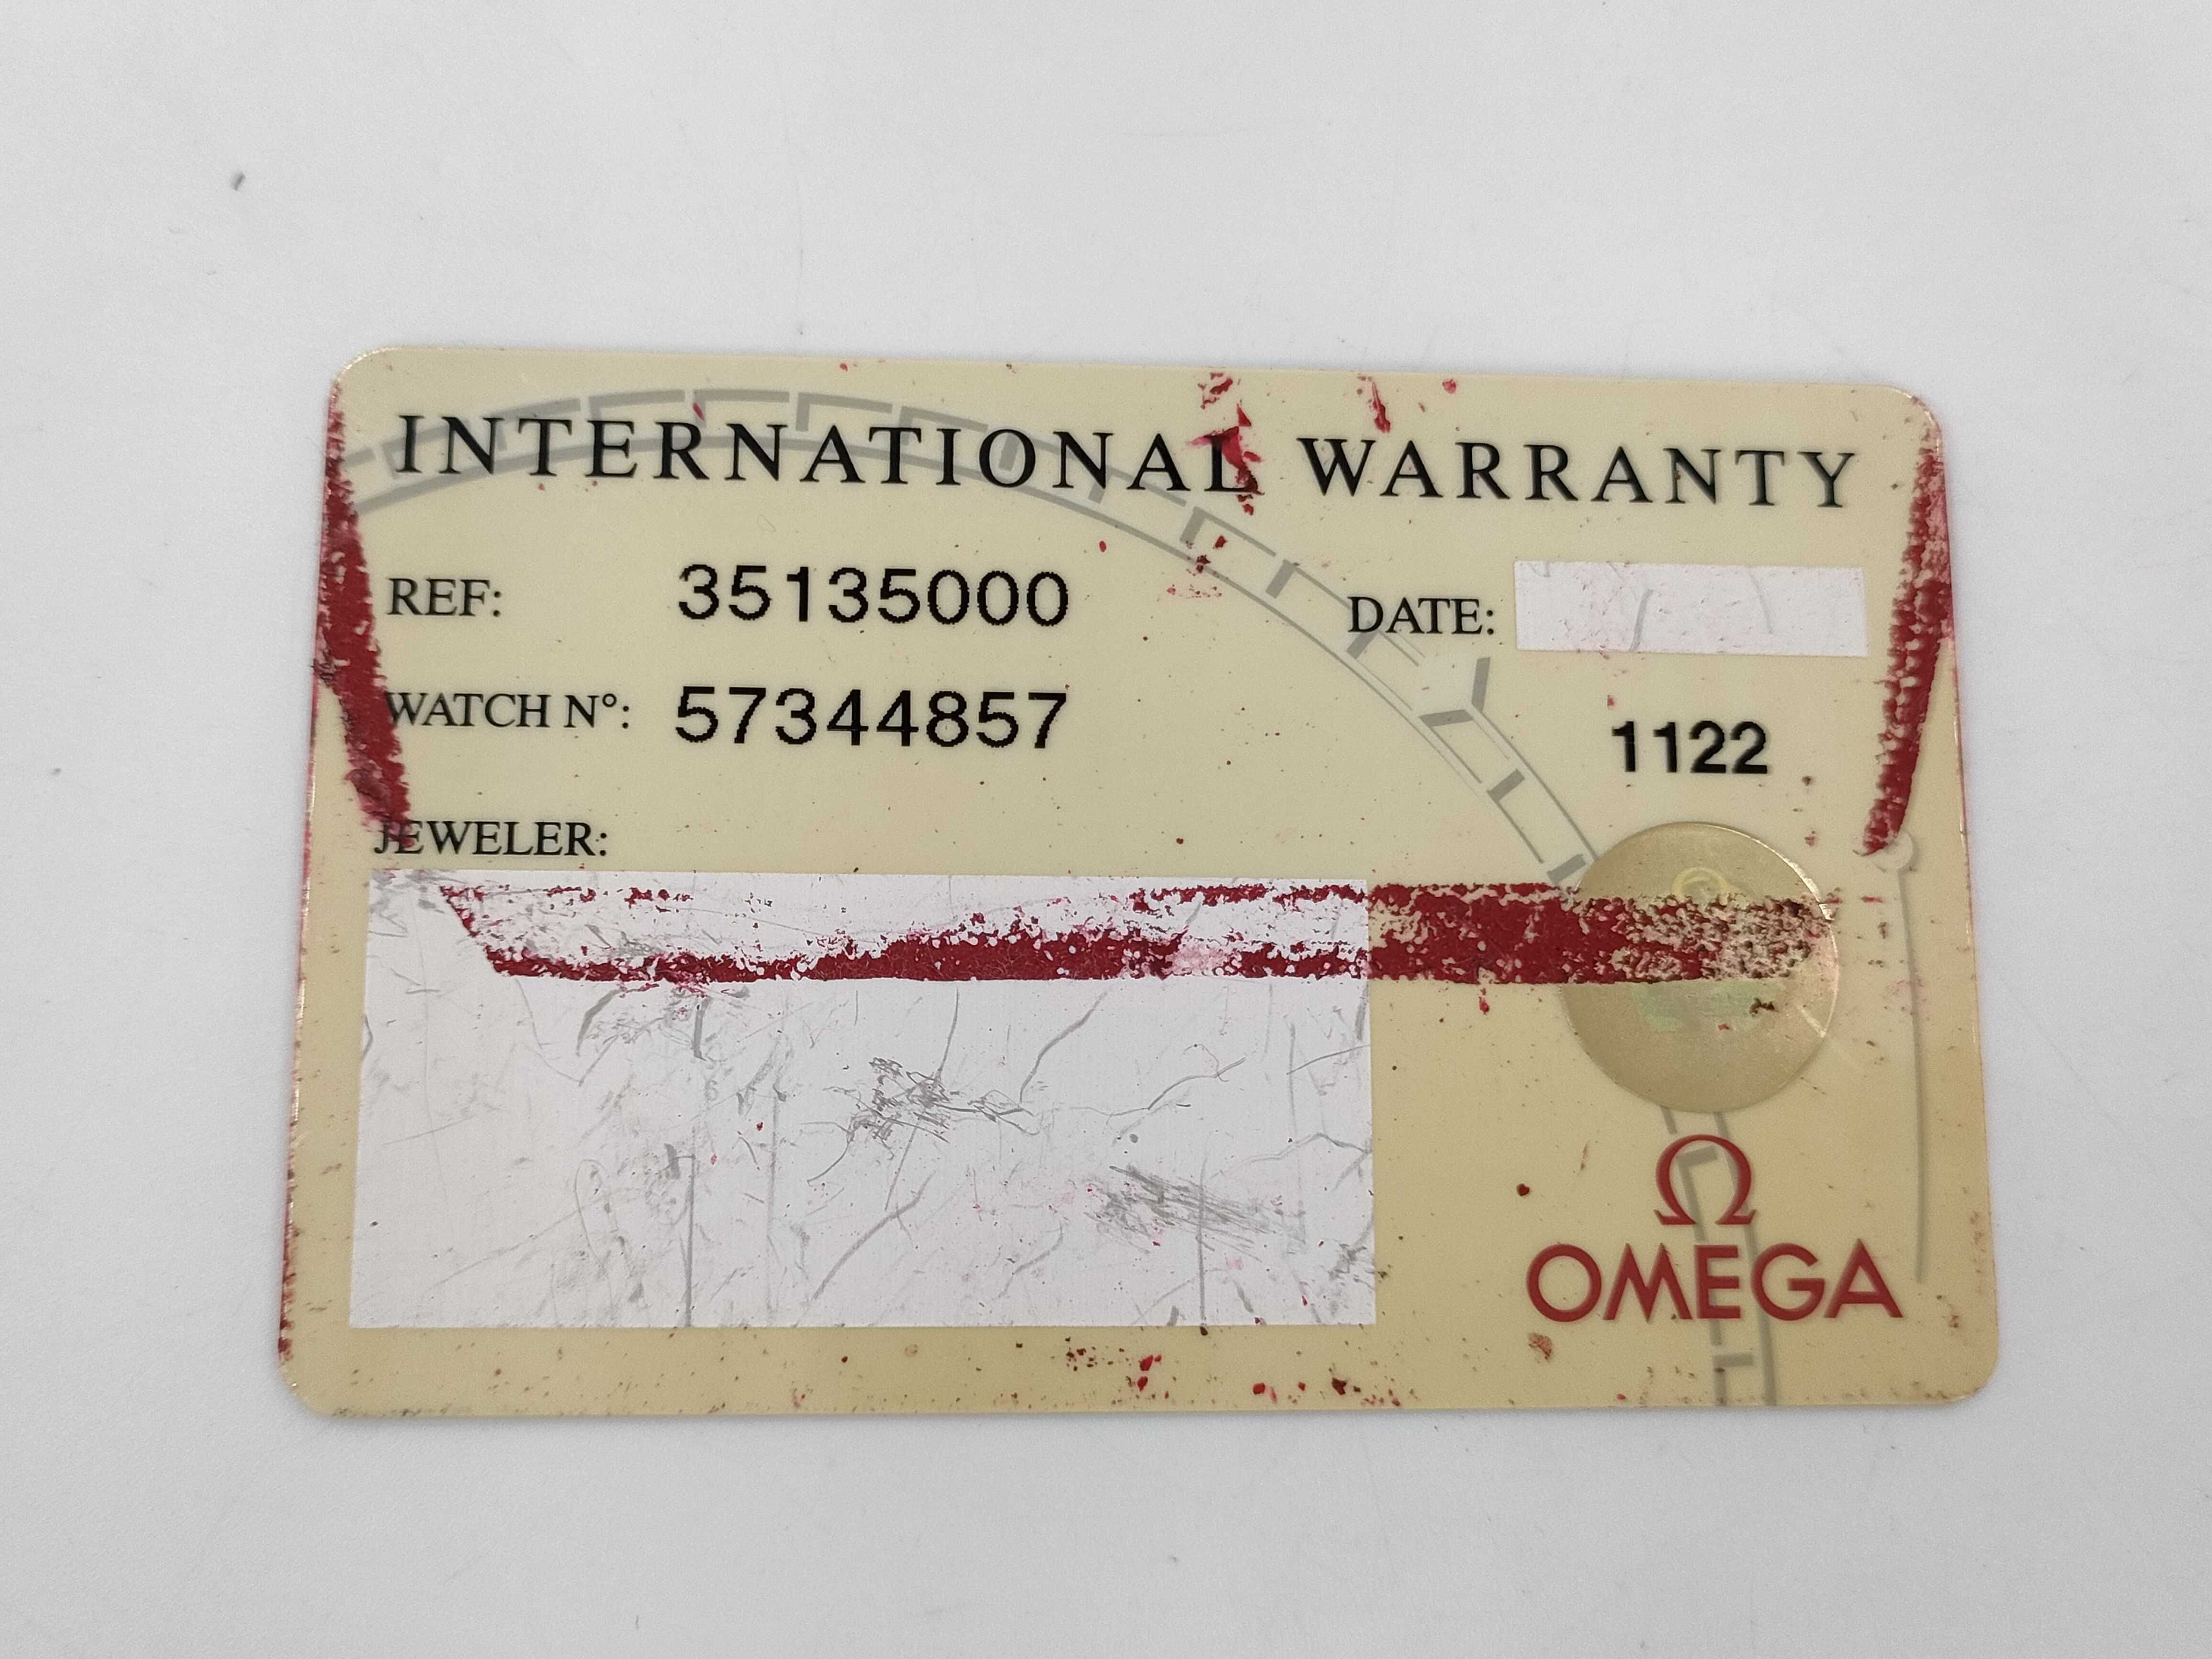 INTERNATIONAL WARRANTY
REF: 35135000
DATE:
WATCH N°: 57344857
1122
JEWELER:
Ω
OMEGA